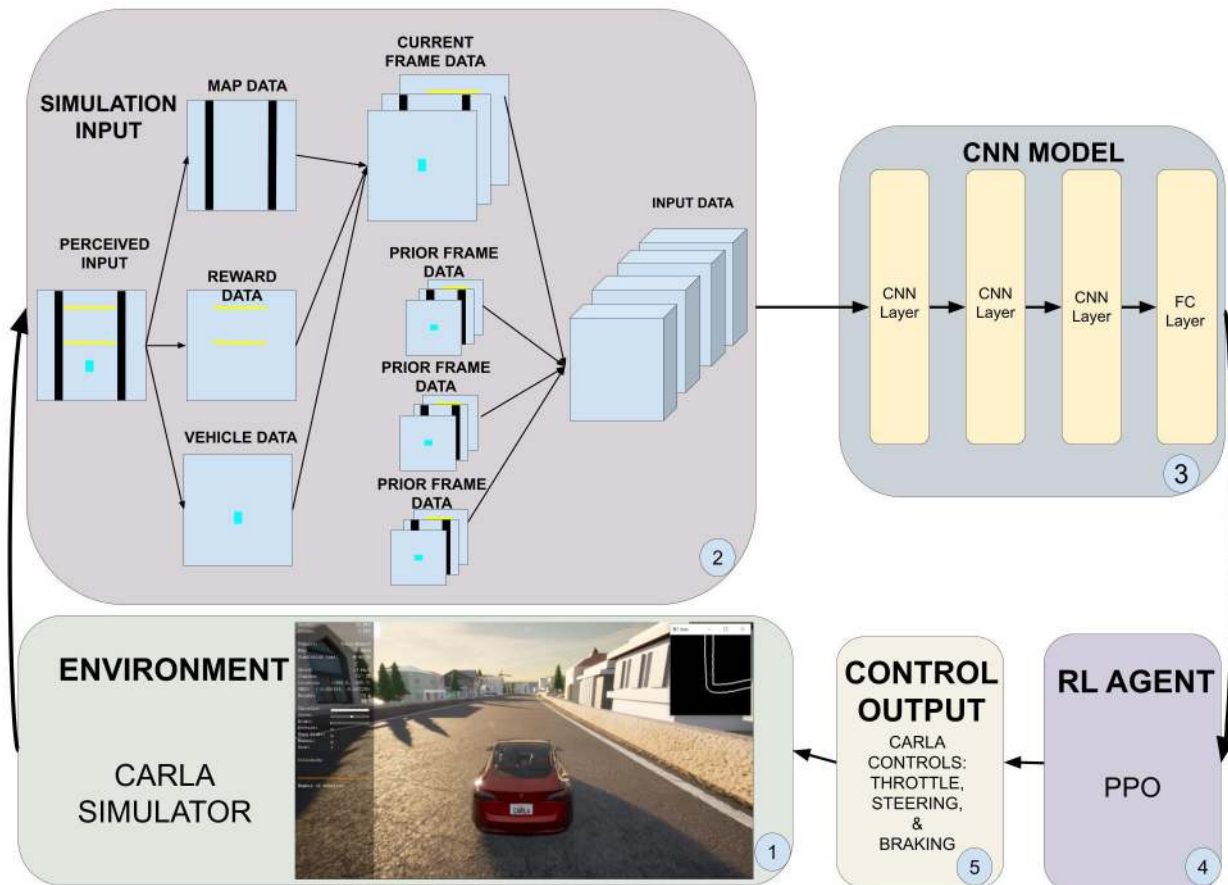 SIMULATION
INPUT
MAP DATA
CURRENT
FRAME DATA
PERCEIVED
INPUT
REWARD
DATA
VEHICLE DATA
PRIOR FRAME
DATA
PRIOR FRAME
DATA
PRIOR FRAME
DATA
INPUT DATA
2
CNN MODEL
CNN
Layer
CNN
Layer
CNN
Layer
FC
Layer
3
ENVIRONMENT
CARLA
SIMULATOR
CARLA
1
CONTROL
OUTPUT
CARLA
CONTROLS:
THROTTLE,
STEERING,
&
BRAKING
5
RL AGENT
PPO
4